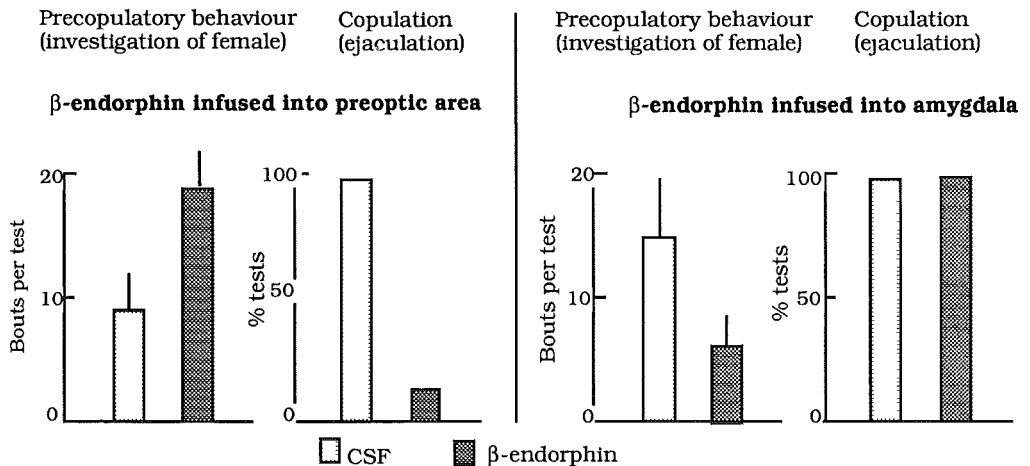 Precopulatory behaviour
(investigation of female)
Copulation
(ejaculation)
β-endorphin infused into preoptic area
20
10
0
Bouts per test
100
50
0
% tests
Precopulatory behaviour
(investigation of female)
Copulation
(ejaculation)
β-endorphin infused into amygdala
20
10
0
Bouts per test
100
50
0
% tests
CSF
β-endorphin